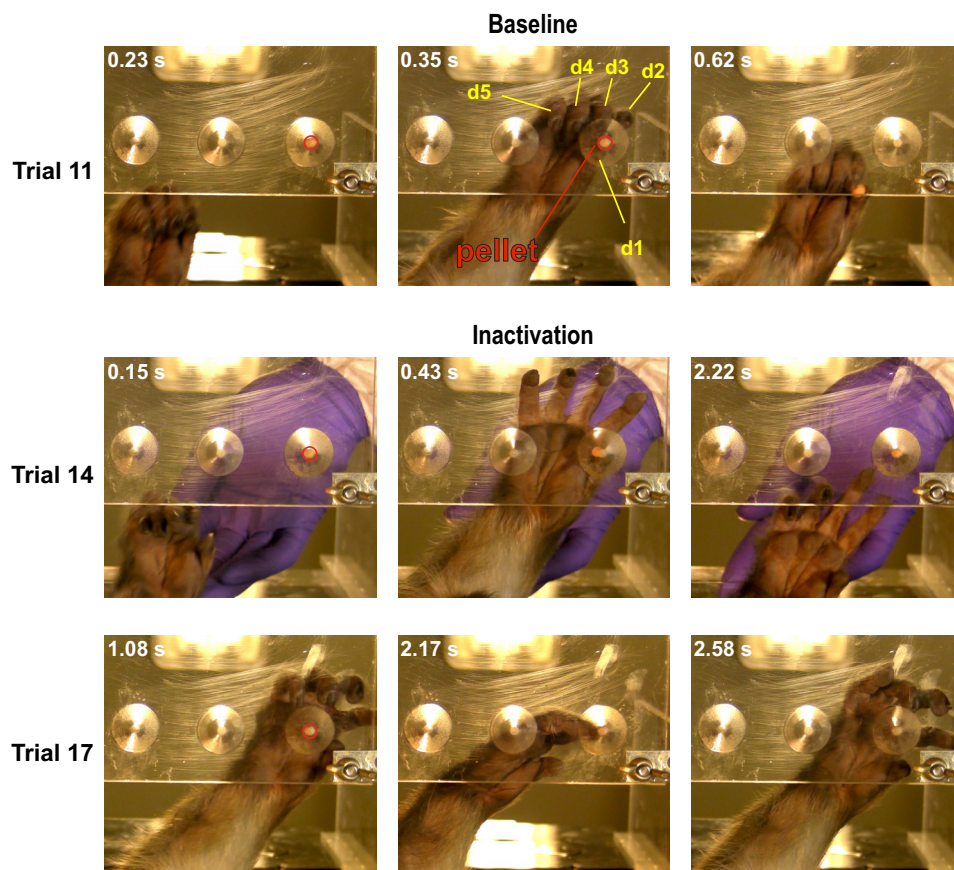 Baseline
Trial 11
0.23 s
0.35 s
d5
d4
d3
d2
pellet
d1
0.62 s
Inactivation
Trial 14
0.15 s
0.43 s
2.22 s
Trial 17
1.08 s
2.17 s
2.58 s